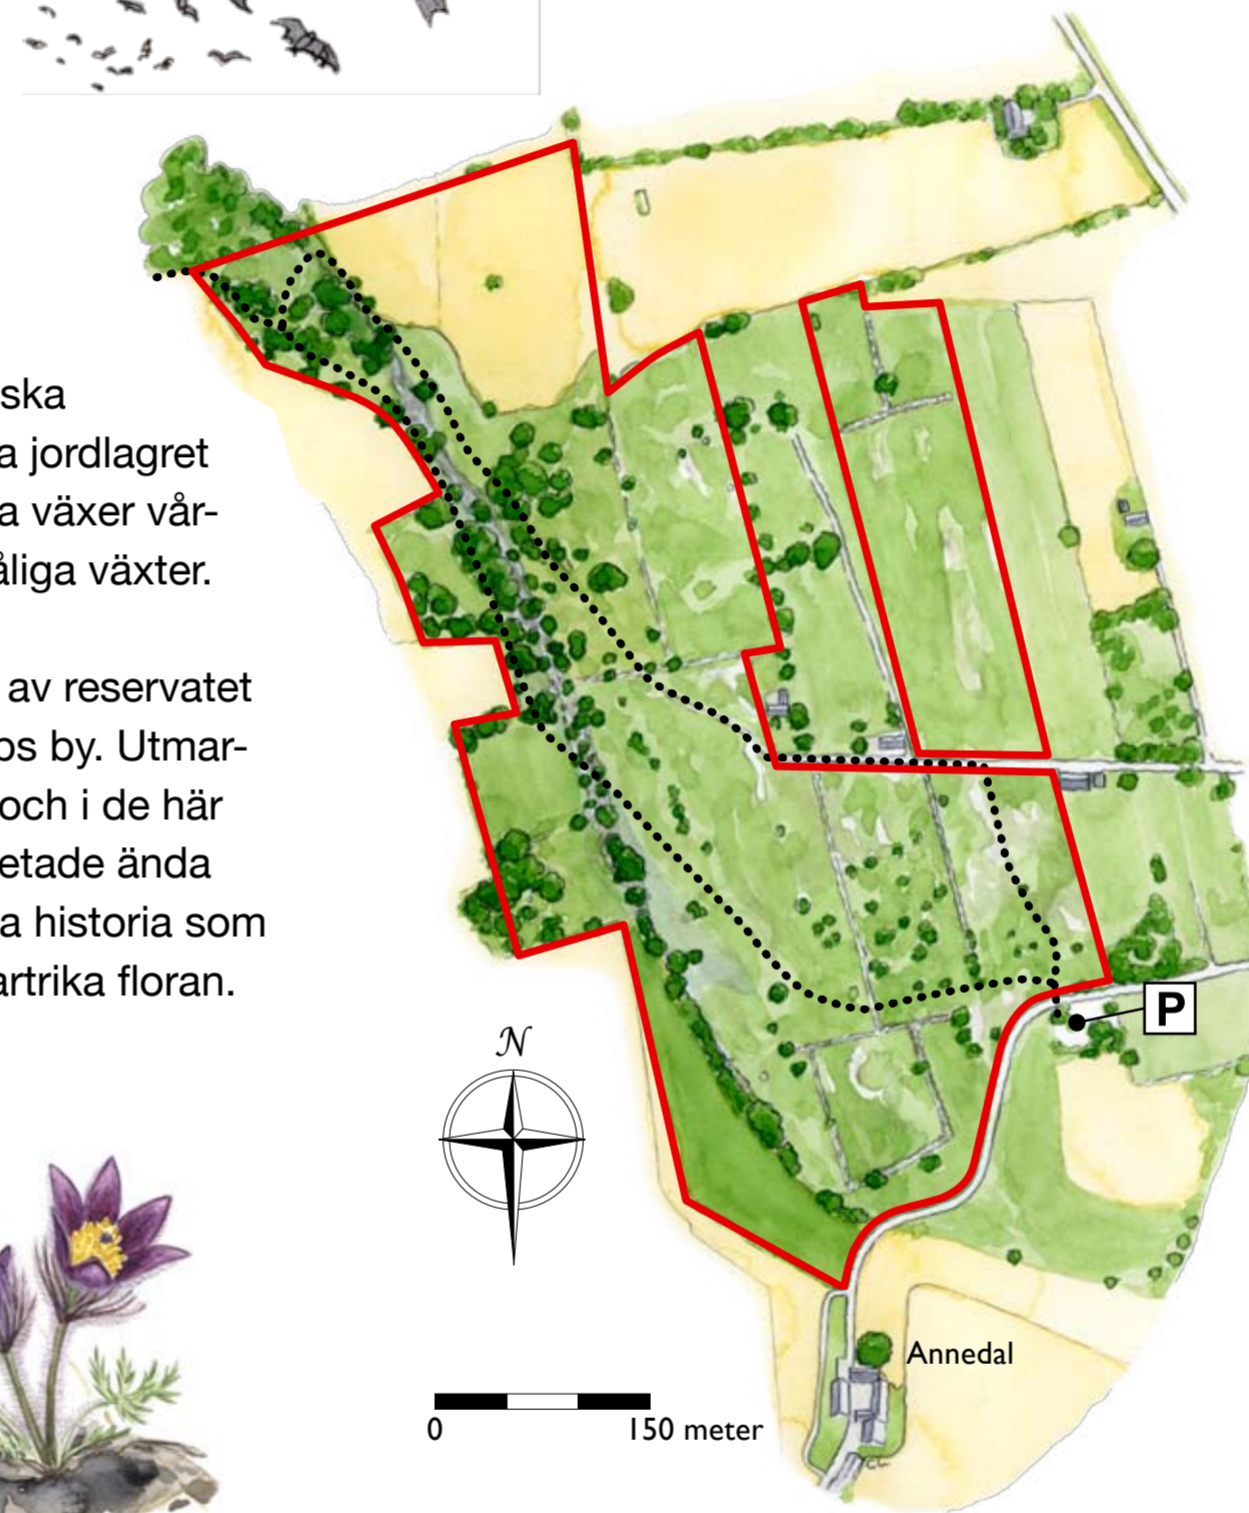 ska
a jordlagret
a växer vår-
åliga växter.
av reservatet
os by. Utmar-
och i de här
etade ända
a historia som
artrika floran.
N
P
Annedal
0
150 meter